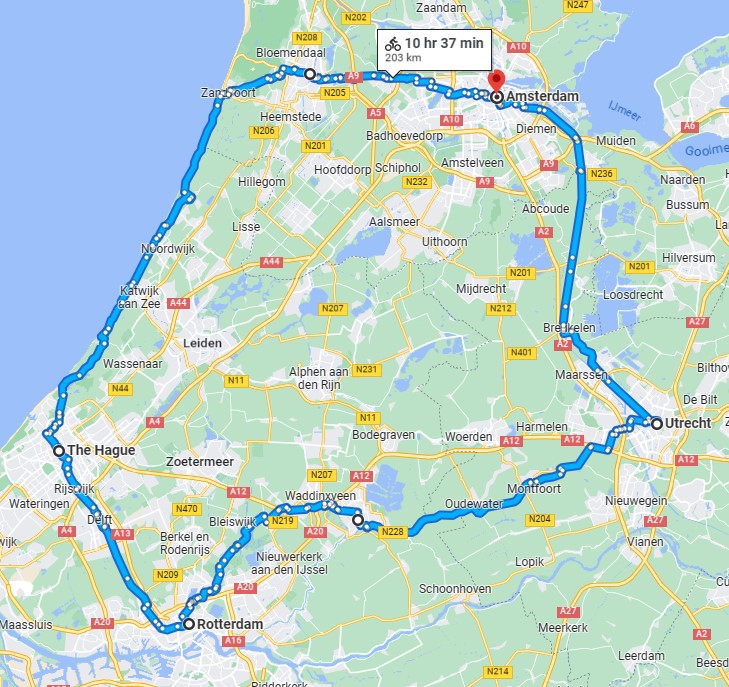 Zaandam
N247
N202
A10
N208
Bloemendaal
10 hr 37 min
203 km
A9
Zandvoort
N205
Amsterdam
IJmeer
A5
Heemstede
A10
Diemen
A6
N206
Badhoevedorp
Muiden
Gooime
N201
Amstelveen
A9
Hoofddorp
Schiphol
N236
Hillegom
N232
A9
Naarden
Bussum
Abcoude
Lisse
Aalsmeer
A2
Noordwijk
Uithoorn
Hilversum
A44
N201
N201
Katwijk
aan Zee
Mijdrecht
Loosdrecht
A44
N207
N212
A27
Breukelen
Leiden
A2
N401
Wassenaar
Alphen aan
den Rijn
N231
Maarssen
Biltho
N11
N44
De Bilt
A4
N11
Harmelen
Utrecht
Bodegraven
Woerden
A12
A12
The Hague
Zoetermeer
A12
N207
A12
Rijswijk
A12
Waddinxveen
Montfoort
Wateringen
N470
Oudewater
Nieuwegein
Delft
Bleiswijk
N219
A27
wijk
A4
A13
A20
N228
N204
Berkel en
Rodenrijs
Vianen
Nieuwerkerk
aan den IJssel
Lopik
N209
A20
Schoonhoven
A27
Maassluis
A20
Rotterdam
Meerkerk
A2
A16
Leerdam
Beesd
N214
Ridderkerk